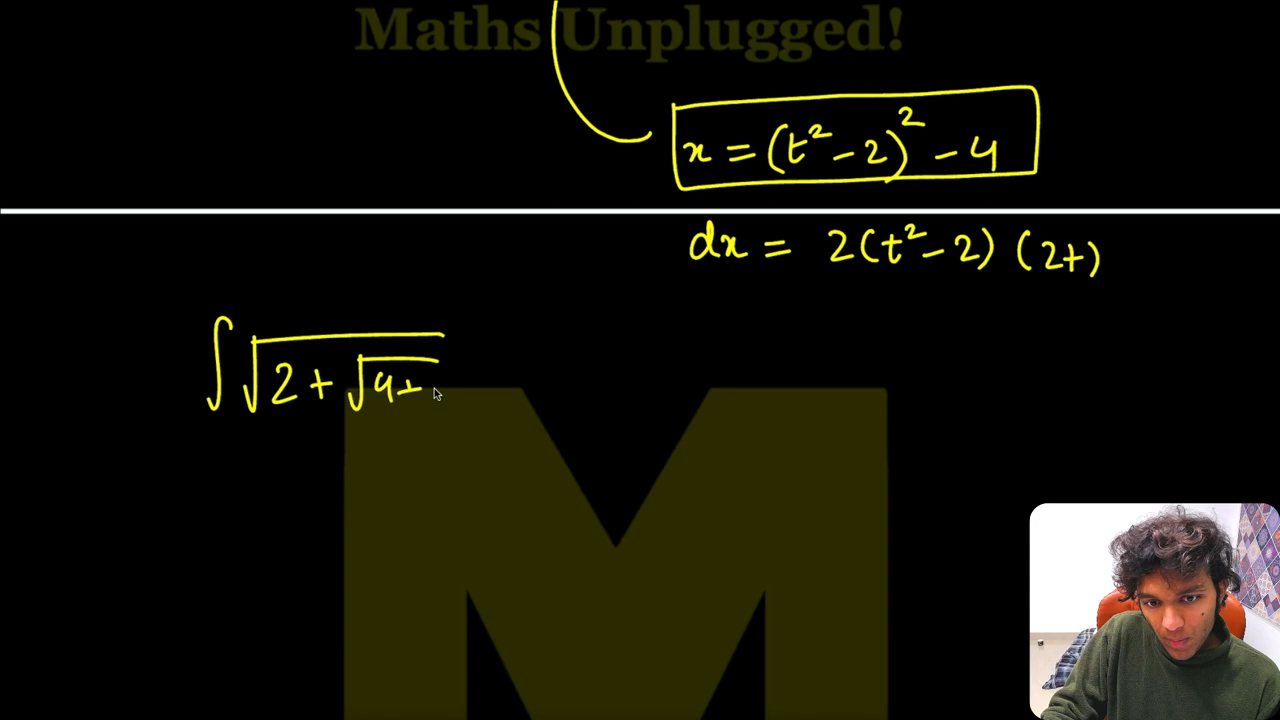 Maths Unplugged!
x = (t² - 2)² - 4
dx = 2(t² - 2) (2t)
∫√(2 + √(4+
M